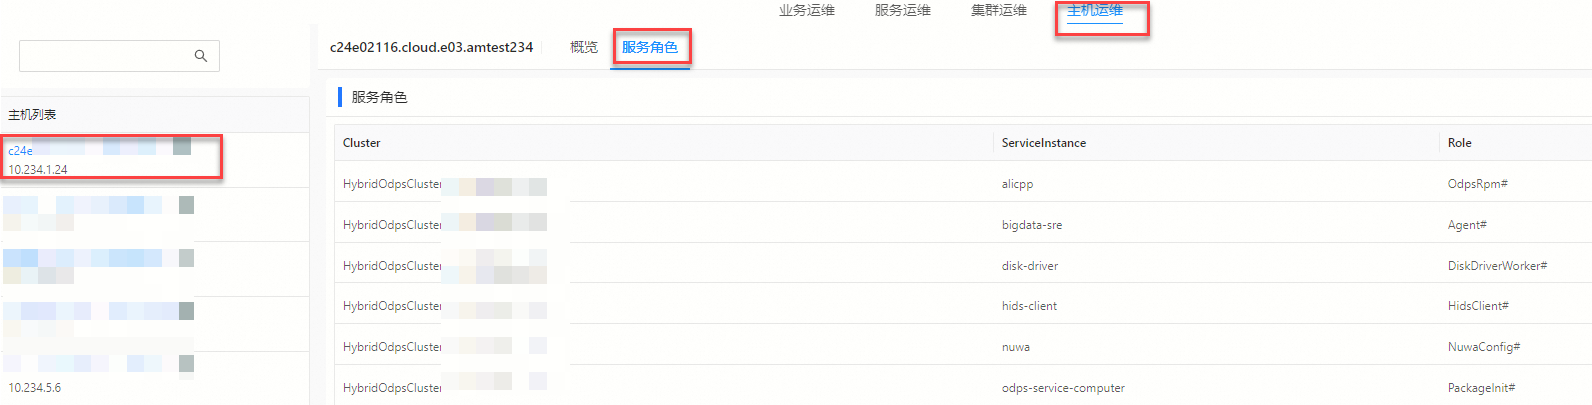 业务运维 服务运维 集群运维 主机运维
c24e02116.cloud.e03.amtest234 概览 服务角色
主机列表
c24e
10.234.1.24
10.234.5.6
服务角色
Cluster ServiceInstance Role
HybridOdpsCluster alicpp OdpsRpm#
HybridOdpsCluster bigdata-sre Agent#
HybridOdpsCluster disk-driver DiskDriverWorker#
HybridOdpsCluster hids-client HidsClient#
HybridOdpsCluster nuwa NuwaConfig#
HybridOdpsCluster odps-service-computer PackageInit#